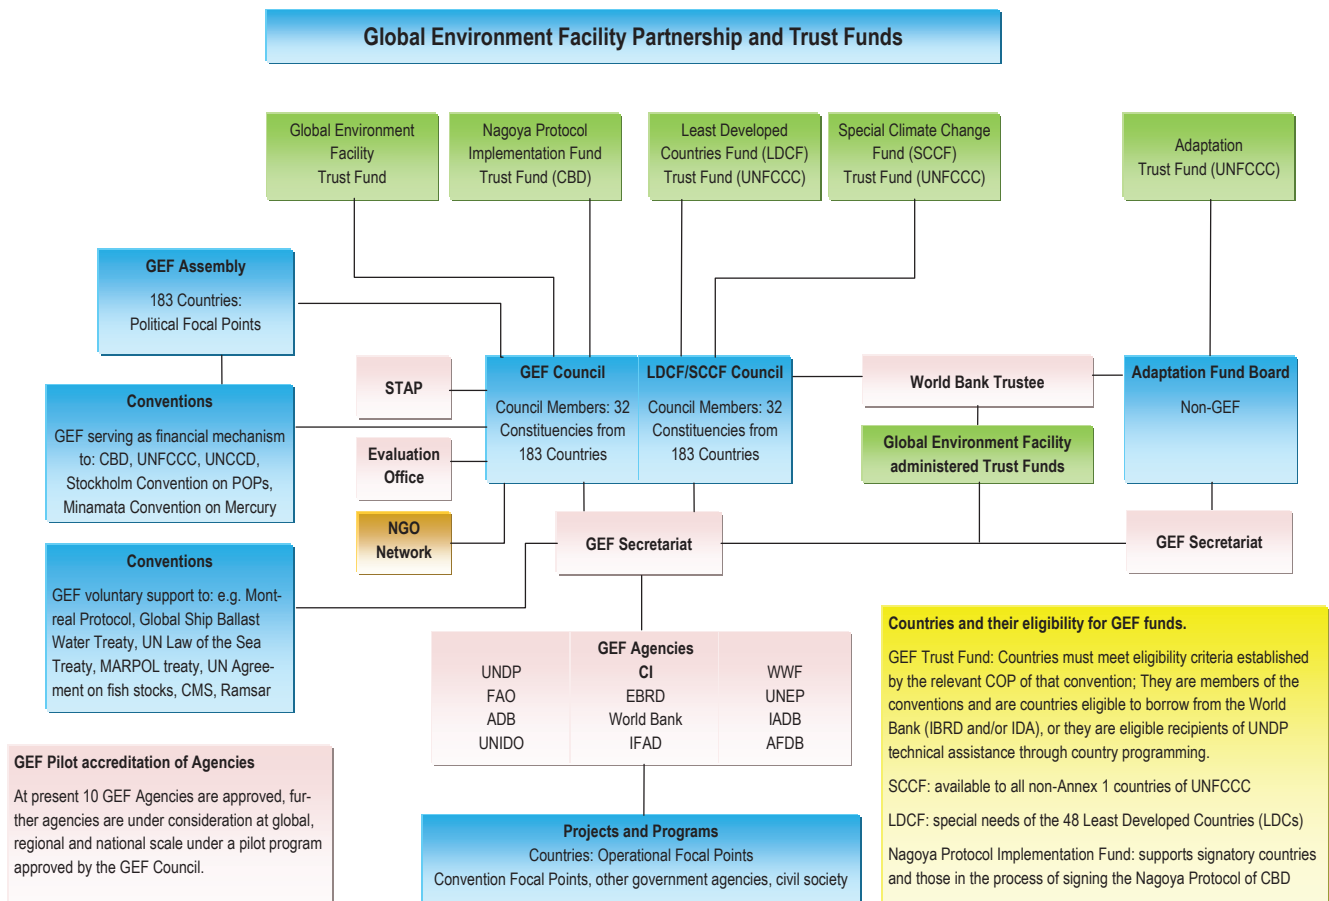 Global Environment Facility Partnership and Trust Funds
Global Environment
Facility
Trust Fund
Nagoya Protocol
Implementation Fund
Trust Fund (CBD)
Least Developed
Countries Fund (LDCF)
Trust Fund (UNFCCC)
Special Climate Change
Fund (SCCF)
Trust Fund (UNFCCC)
Adaptation
Trust Fund (UNFCCC)
GEF Assembly
183 Countries:
Political Focal Points
STAP
GEF Council
Council Members: 32
Constituencies from
183 Countries
LDCF/SCCF Council
Council Members: 32
Constituencies from
183 Countries
World Bank Trustee
Adaptation Fund Board
Non-GEF
Conventions
GEF serving as financial mechanism
to: CBD, UNFCCC, UNCCD,
Stockholm Convention on POPs,
Minamata Convention on Mercury
Evaluation
Office
Global Environment Facility
administered Trust Funds
NGO
Network
GEF Secretariat
GEF Secretariat
Conventions
GEF voluntary support to: e.g. Mont-
real Protocol, Global Ship Ballast
Water Treaty, UN Law of the Sea
Treaty, MARPOL treaty, UN Agree-
ment on fish stocks, CMS, Ramsar
GEF Agencies
UNDP CI WWF
FAO EBRD UNEP
ADB World Bank IADB
UNIDO IFAD AFDB
Countries and their eligibility for GEF funds.
GEF Trust Fund: Countries must meet eligibility criteria established
by the relevant COP of that convention; They are members of the
conventions and are countries eligible to borrow from the World
Bank (IBRD and/or IDA), or they are eligible recipients of UNDP
technical assistance through country programming.
SCCF: available to all non-Annex 1 countries of UNFCCC
LDCF: special needs of the 48 Least Developed Countries (LDCs)
Nagoya Protocol Implementation Fund: supports signatory countries
and those in the process of signing the Nagoya Protocol of CBD
GEF Pilot accreditation of Agencies
At present 10 GEF Agencies are approved, fur-
ther agencies are under consideration at global,
regional and national scale under a pilot program
approved by the GEF Council.
Projects and Programs
Countries: Operational Focal Points
Convention Focal Points, other government agencies, civil society